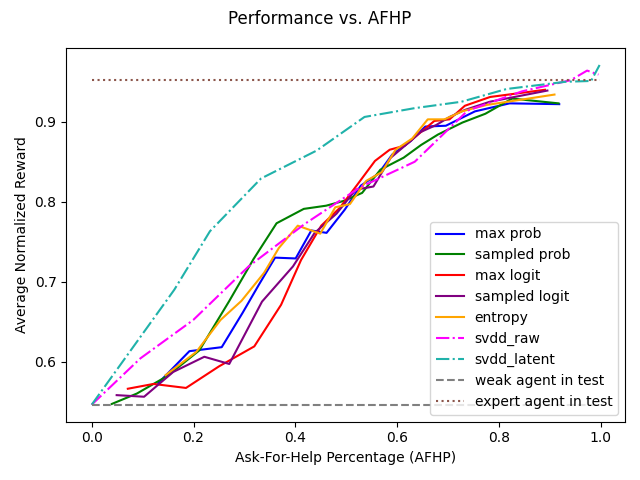 Performance vs. AFHP
Average Normalized Reward
0.9
0.8
0.7
0.6
0.0
0.2
0.4
0.6
0.8
1.0
Ask-For-Help Percentage (AFHP)
max prob
sampled prob
max logit
sampled logit
entropy
svdd_raw
svdd_latent
weak agent in test
expert agent in test